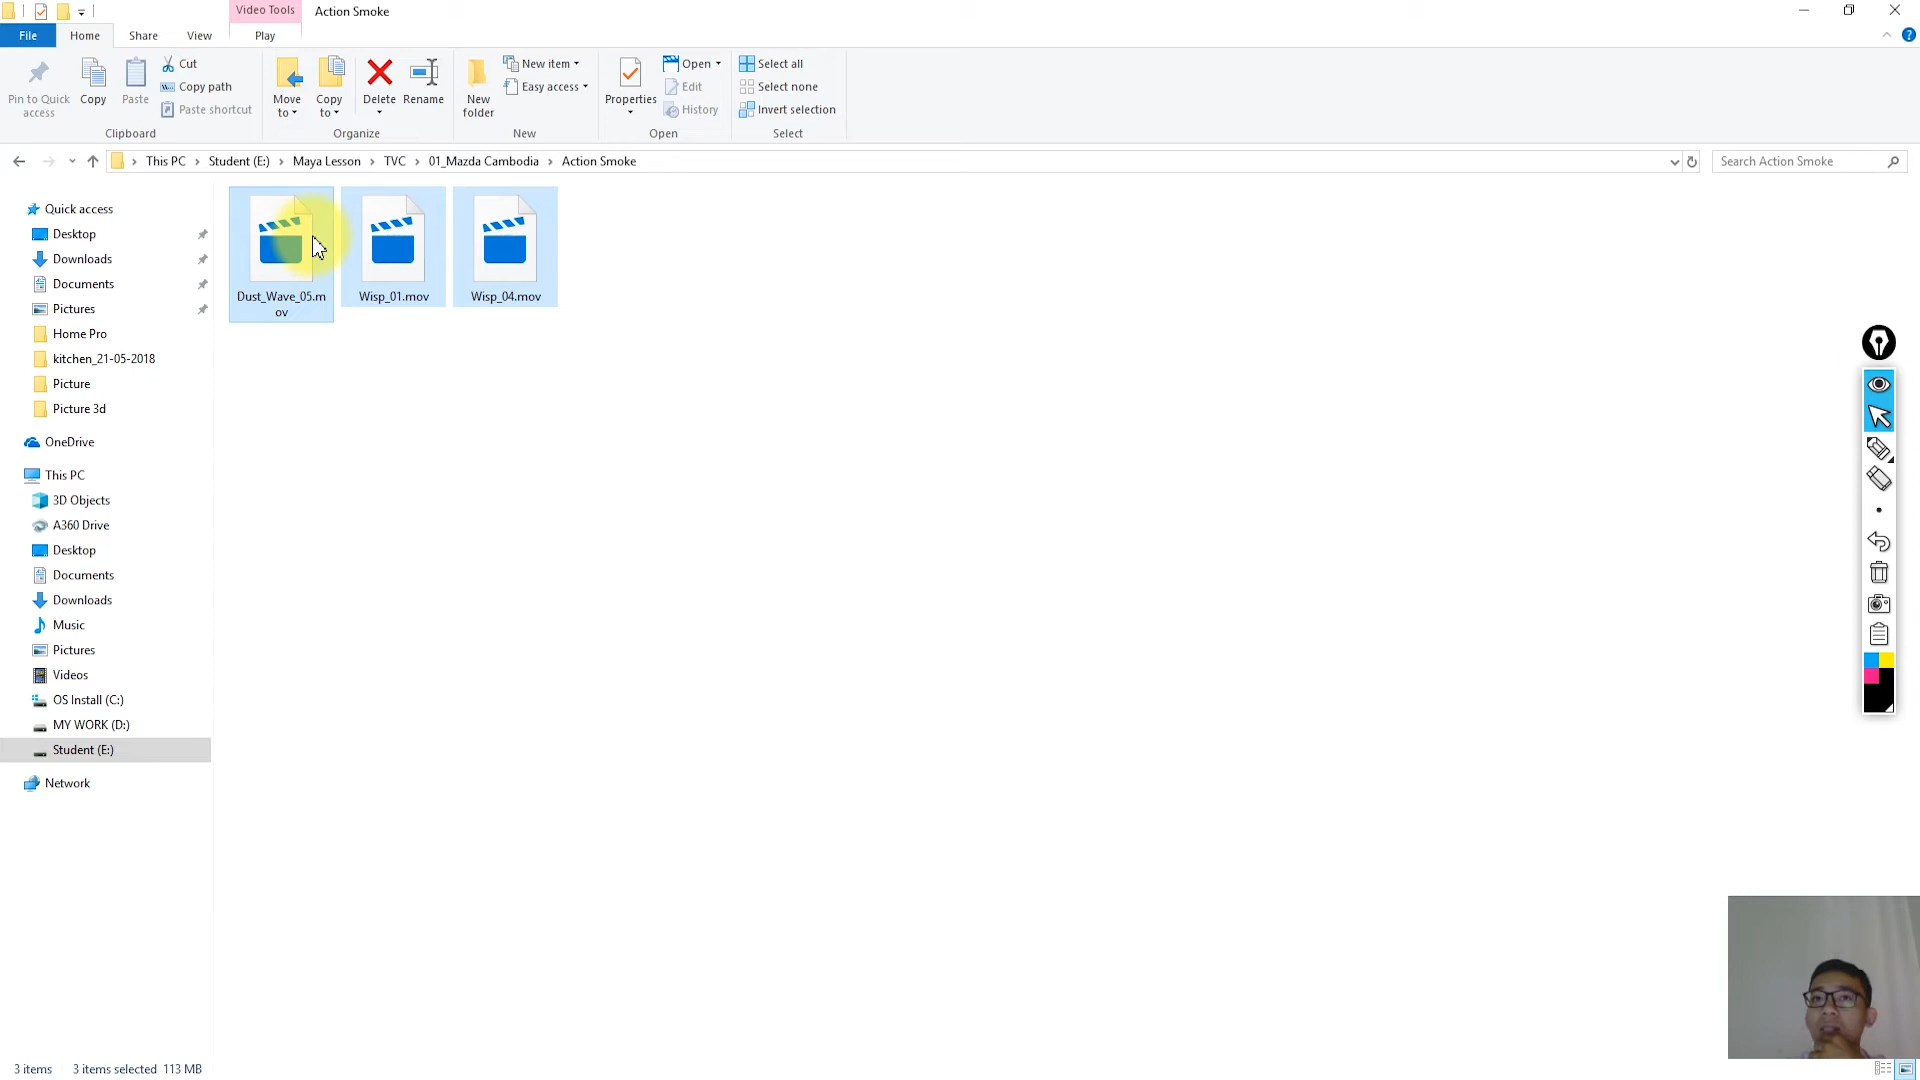 Video Tools
Action Smoke
File
Home
Share
View
Play
Pin to Quick
access
Copy
Paste
Cut
Copy path
Paste shortcut
Clipboard
Move
to
Copy
to
Delete
Rename
Organize
New
folder
New item
Easy access
New
Properties
Open
Edit
History
Open
Select all
Select none
Invert selection
Select
This PC
Student (E:)
Maya Lesson
TVC
01_Mazda Cambodia
Action Smoke
Search Action Smoke
Quick access
Desktop
Downloads
Documents
Pictures
Home Pro
kitchen_21-05-2018
Picture
Picture 3d
OneDrive
This PC
3D Objects
A360 Drive
Desktop
Documents
Downloads
Music
Pictures
Videos
OS Install (C:)
MY WORK (D:)
Student (E:)
Network
Dust_Wave_05.m
ov
Wisp_01.mov
Wisp_04.mov
3 items
3 items selected 113 MB